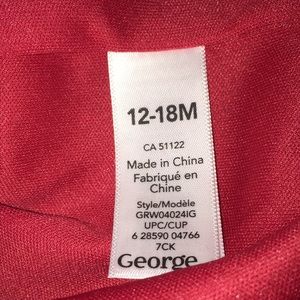 12-18M
CA 51122
Made in China
Fabriqué en
Chine
Style/Modèle
GRW04024IG
UPC/CUP
6 28590 04766
7CK
George